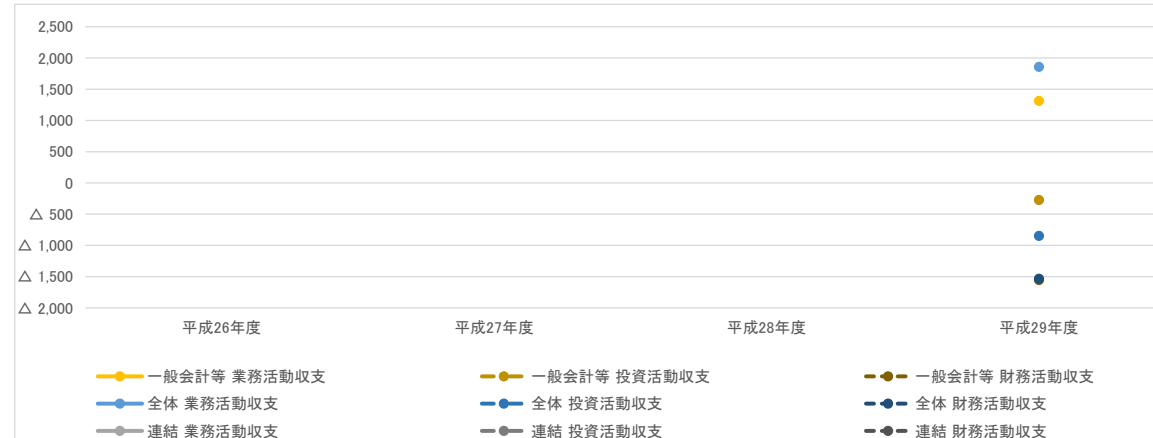 2,500
2,000
1,500
1,000
500
0
△ 500
△ 1,000
△ 1,500
△ 2,000
平成26年度 平成27年度 平成28年度 平成29年度
一般会計等 業務活動収支 一般会計等 投資活動収支 一般会計等 財務活動収支
全体 業務活動収支 全体 投資活動収支 全体 財務活動収支
連結 業務活動収支 連結 投資活動収支 連結 財務活動収支